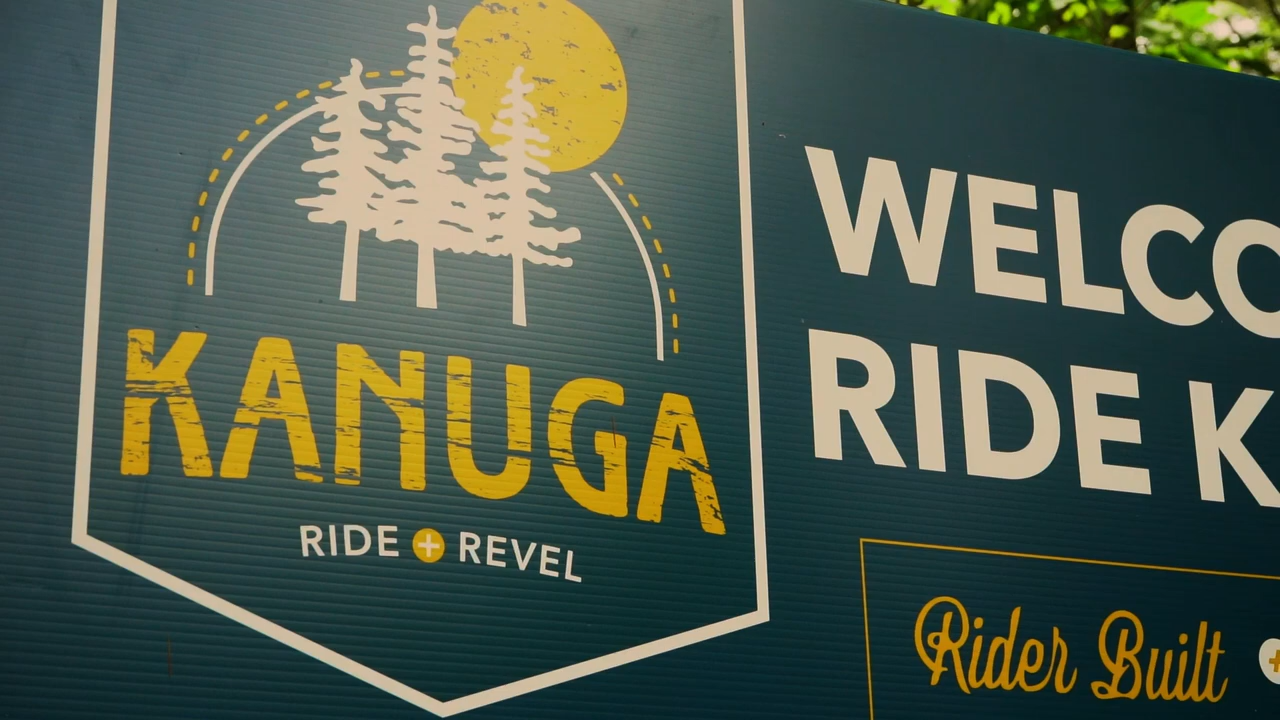 KANUGA
RIDE + REVEL
WELCO
RIDE K
Rider Built +